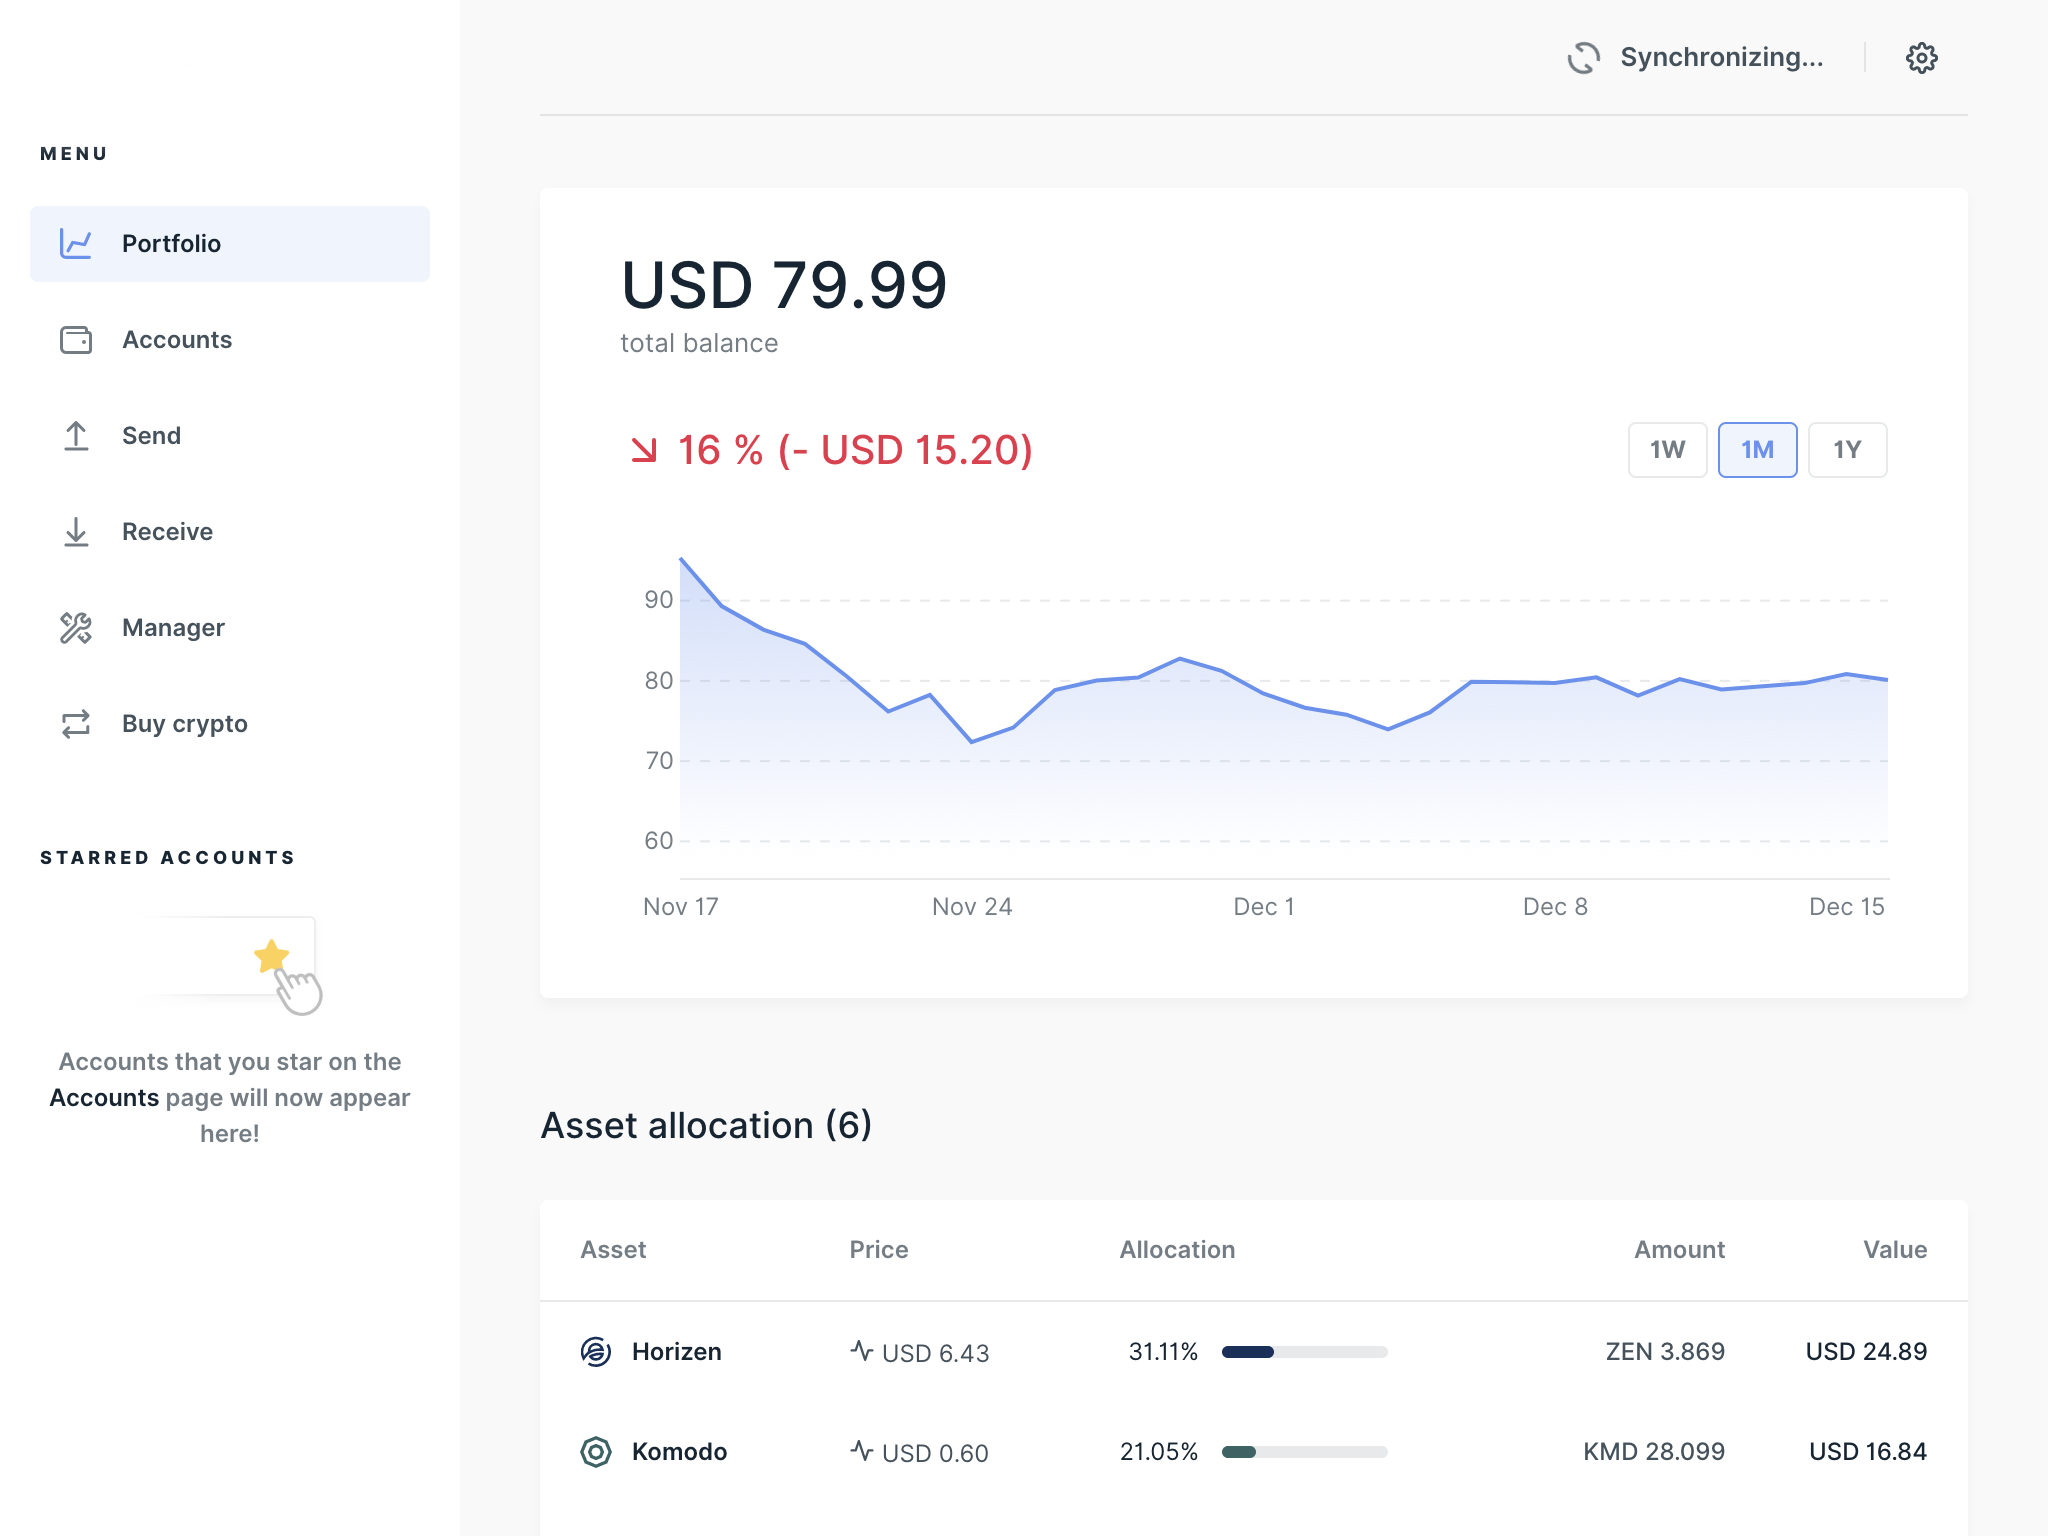 Synchronizing...
MENU
Portfolio
Accounts
Send
Receive
Manager
Buy crypto
STARRED ACCOUNTS
Accounts that you star on the
Accounts page will now appear
here!
USD 79.99
total balance
16 % (- USD 15.20)
1W 1M 1Y
90
80
70
60
Nov 17 Nov 24 Dec 1 Dec 8 Dec 15
Asset allocation (6)
Asset Price Allocation Amount Value
Horizen USD 6.43 31.11% ZEN 3.869 USD 24.89
Komodo USD 0.60 21.05% KMD 28.099 USD 16.84